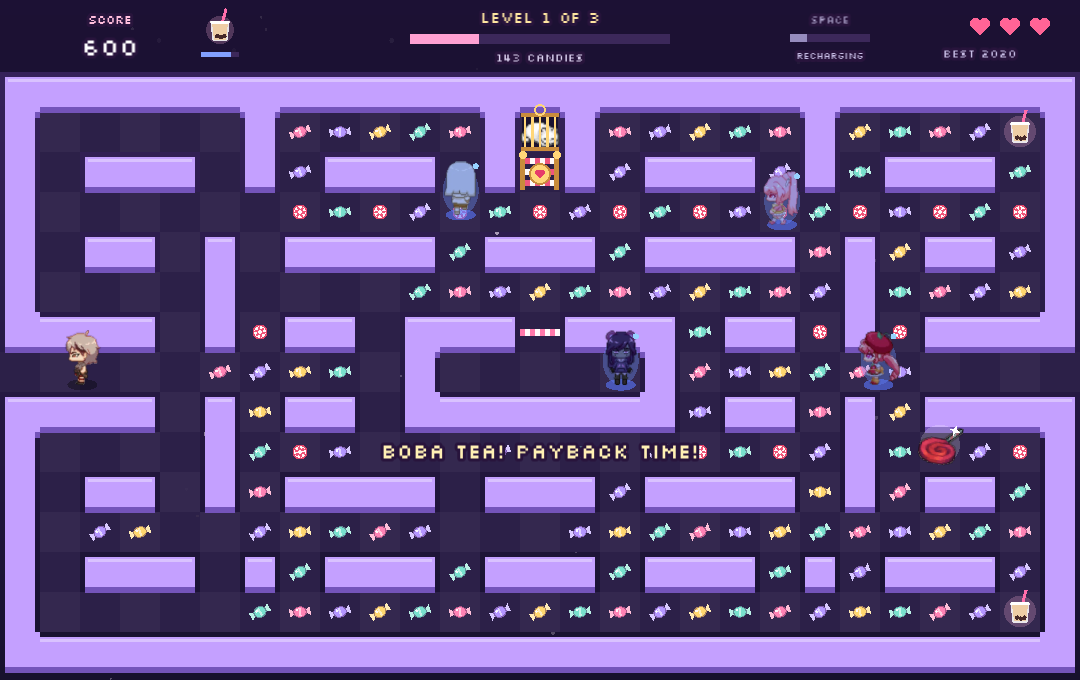 SCORE
600
LEVEL 1 OF 3
143 CANDIES
SPACE
RECHARGING
BEST 2020
BOBA TEA! PAYBACK TIME!